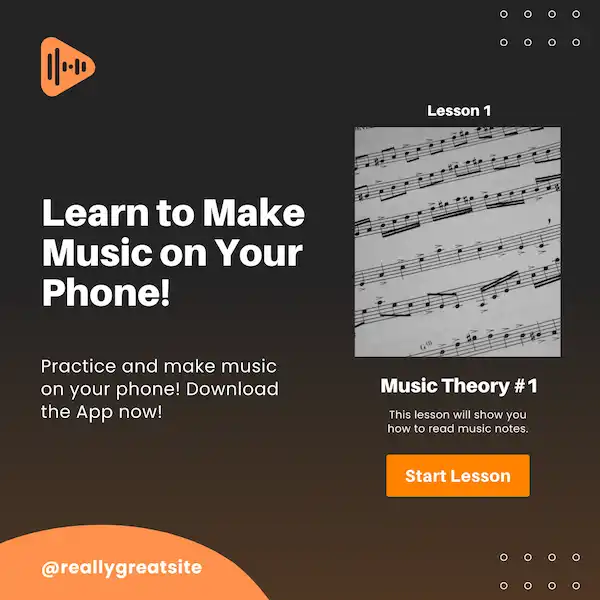 Lesson 1
Learn to Make
Music on Your
Phone!
Practice and make music
on your phone! Download
the App now!
Music Theory #1
This lesson will show you
how to read music notes.
Start Lesson
@reallygreatsite